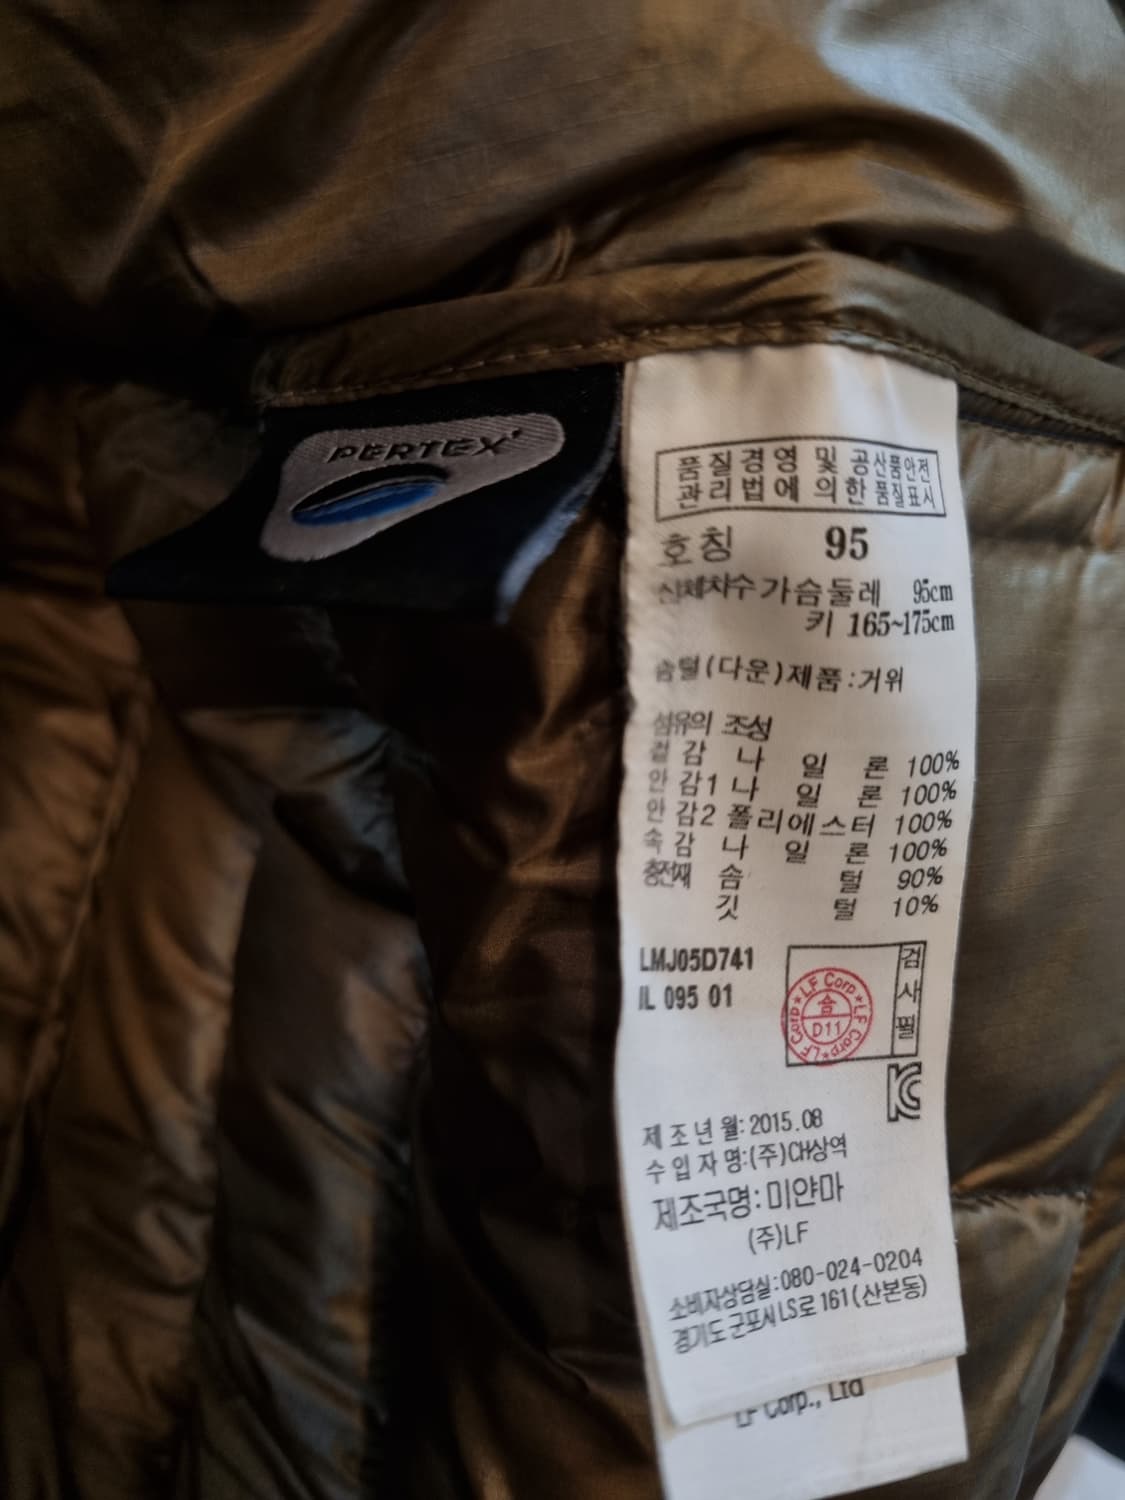 PERTEX
품질경영 및 공산품안전
관리법에 의한 품질표시
호칭 95
신체치수 가슴둘레 95cm
키 165~175cm
솜털(다운)제품:거위
섬유의 조성
겉감 나일론 100%
안감1 나일론 100%
안감2 폴리에스터 100%
속감 나일론 100%
충전재 솜털 90%
깃털 10%
LMJ05D741
IL 095 01
검사필
LF Corp★LF Corp★LF Corp★
合
D11
제조년월: 2015.08
수입자명:(주)CH상역
제조국명: 미얀마
(주)LF
소비자상담실:080-024-0204
경기도 군포시 LS로 161(산본동)
LF Corp., Ltd